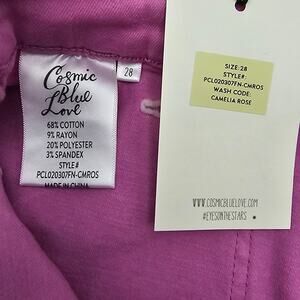 Cosmic
Blue
Love
28
68% COTTON
9% RAYON
20% POLYESTER
3% SPANDEX
STYLE#
PCL020307FN-CMROS
MADE IN CHINA
SIZE: 28
STYLE#:
PCL020307FN-CMROS
WASH CODE:
CAMELIA ROSE
WWW.COSMICBLUELOVE.COM
#EYESONTHESTARS